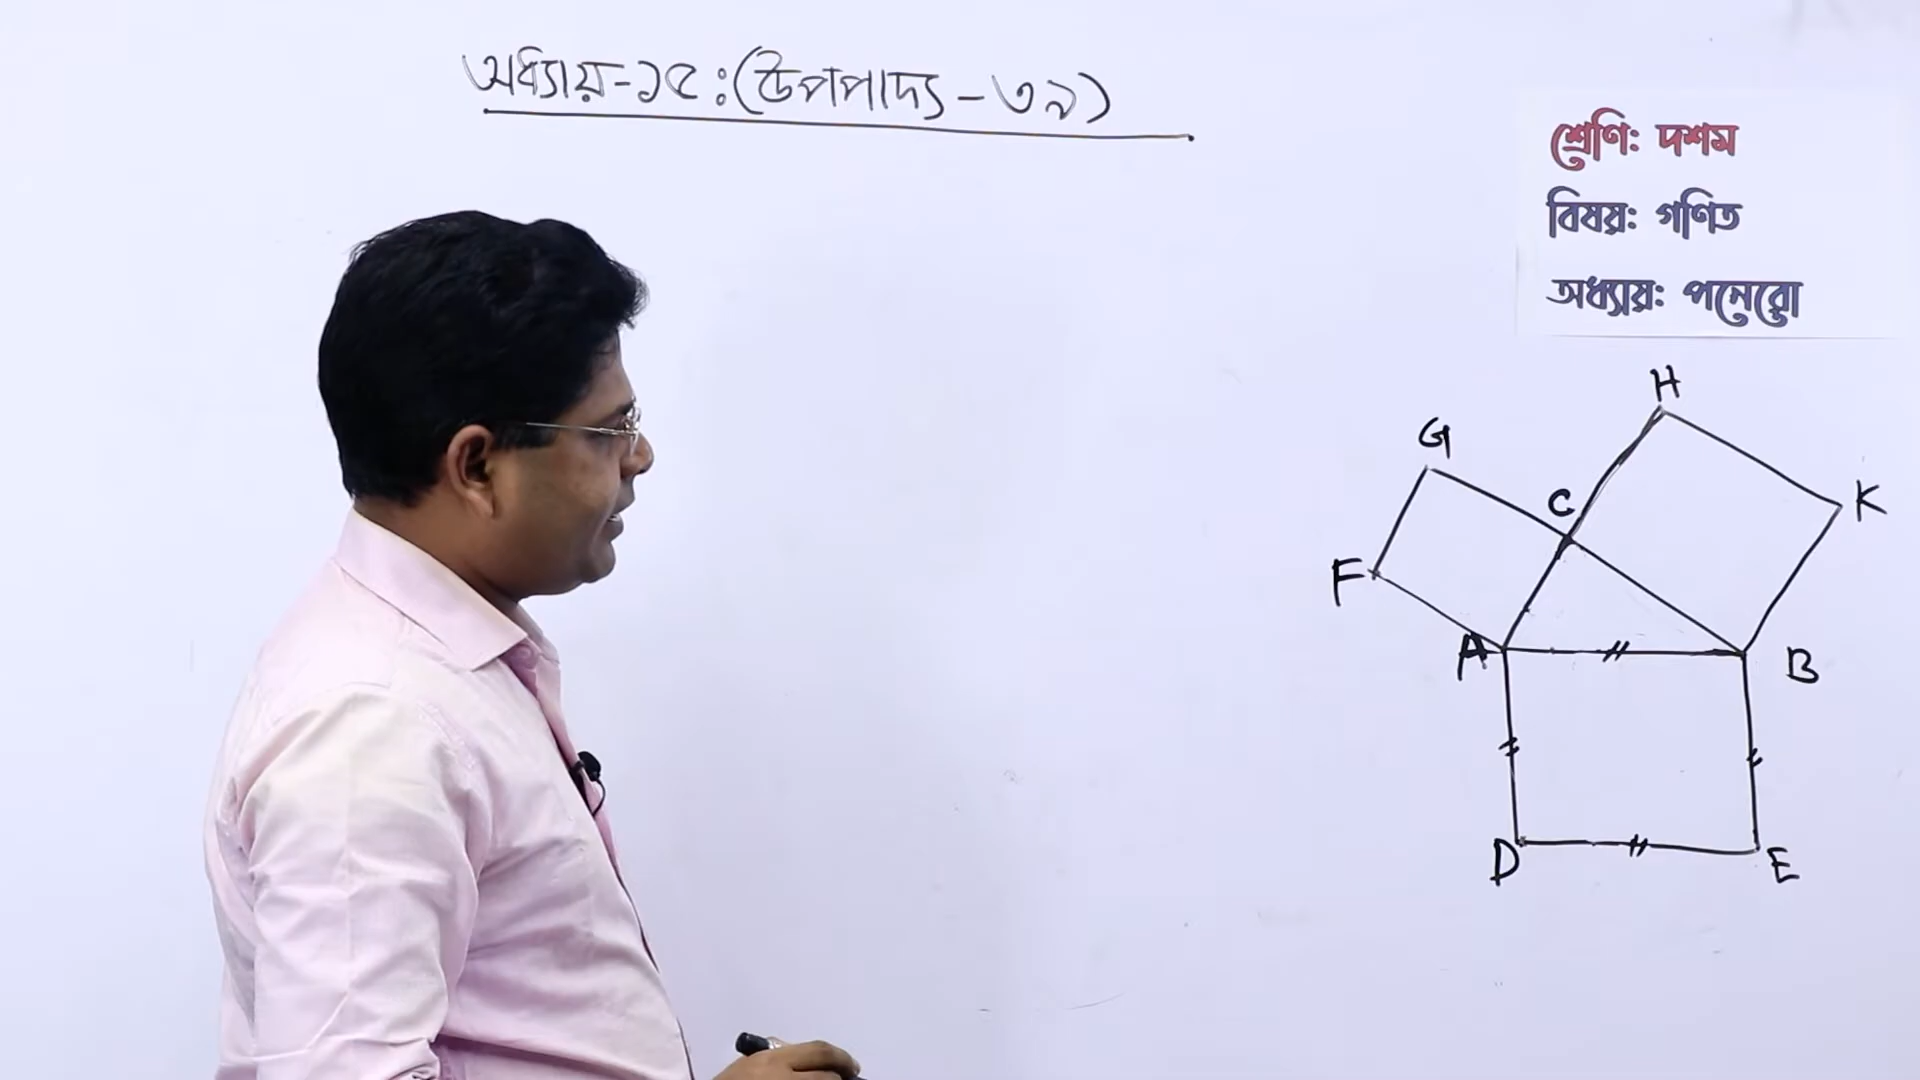 অধ্যায়-১৫ : (উপপাদ্য - ৩৯)
শ্রেণি: দশম
বিষয়: গণিত
অধ্যায়: পনেরো
H
G
C
K
F
A
B
D
E